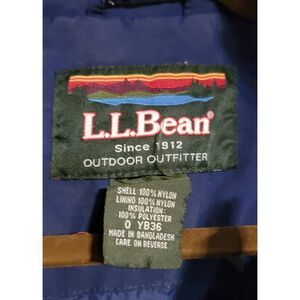 L.L.Bean®
Since 1912
OUTDOOR OUTFITTER
SHELL 100% NYLON
LINING 100% NYLON
INSULATION:
100% POLYESTER
0 YB36
MADE IN BANGLADESH
CARE ON REVERSE